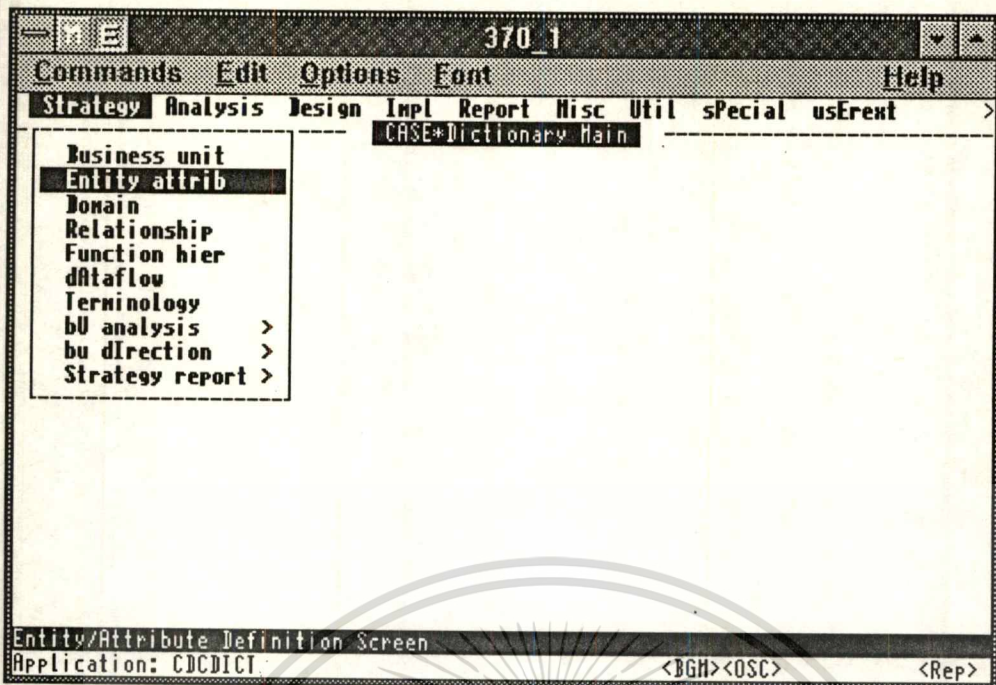 370_1
Commands Edit Options Font Help
Strategy Analysis Design Impl Report Misc Util sPecial usErext >
CASE*Dictionary Main
Business unit
Entity attrib
Domain
Relationship
Function hier
dAtaflow
Terminology
bU analysis >
bu dIrection >
Strategy report >
Entity/Attribute Definition Screen
Application: CDCDICT <BGM><OSC> <Rep>